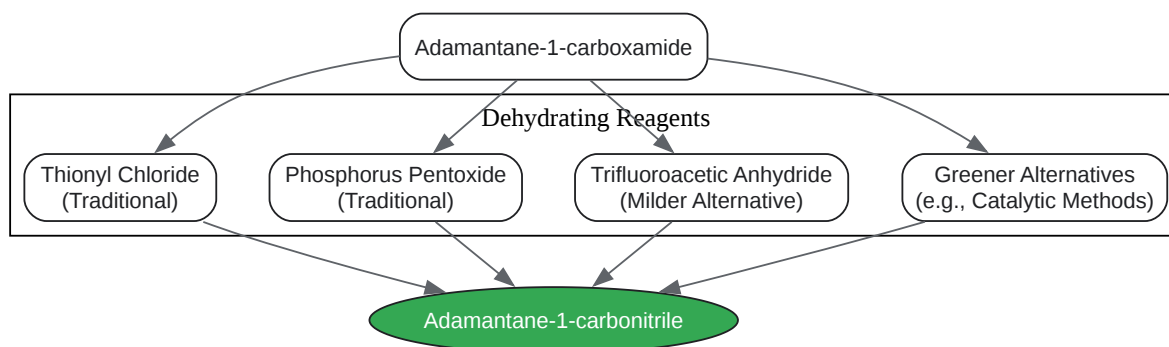 Adamantane-1-carboxamide
Dehydrating Reagents
Thionyl Chloride
(Traditional)
Phosphorus Pentoxide
(Traditional)
Trifluoroacetic Anhydride
(Milder Alternative)
Greener Alternatives
(e.g., Catalytic Methods)
Adamantane-1-carbonitrile